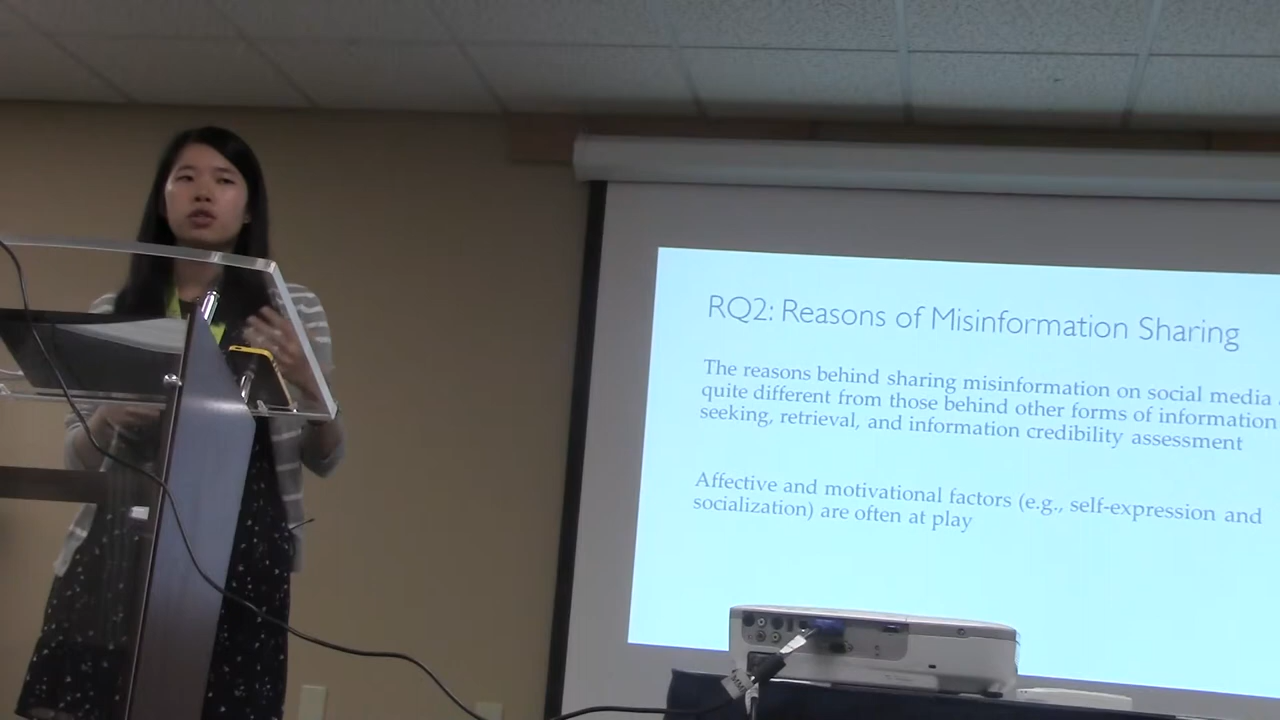 RQ2: Reasons of Misinformation Sharing
The reasons behind sharing misinformation on social media
quite different from those behind other forms of information
seeking, retrieval, and information credibility assessment
Affective and motivational factors (e.g., self-expression and
socialization) are often at play